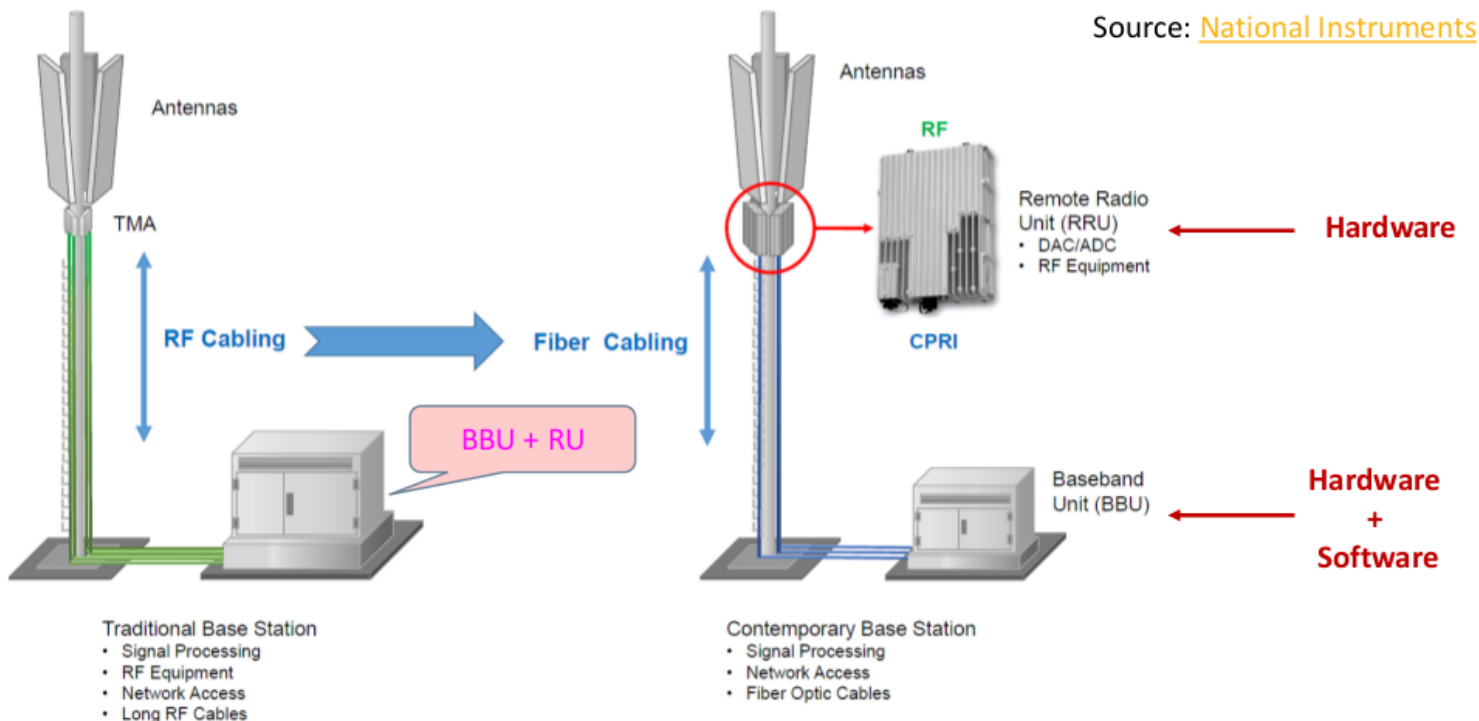 Source: National Instruments
Antennas
Antennas
RF
TMA
Remote Radio
Unit (RRU)
• DAC/ADC
• RF Equipment
Hardware
RF Cabling
Fiber Cabling
CPRI
BBU + RU
Baseband
Unit (BBU)
Hardware
+
Software
Traditional Base Station
• Signal Processing
• RF Equipment
• Network Access
• Long RF Cables
Contemporary Base Station
• Signal Processing
• Network Access
• Fiber Optic Cables